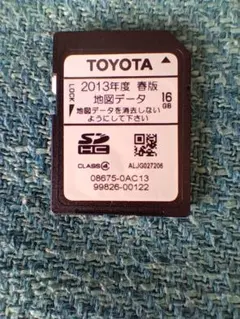 TOYOTA
LOCK
2013年度 春版
地図データ 16GB
地図データを消去しない
ようにして下さい
SD HC
CLASS④ ALJG027206
08675-0AC13
99826-00122